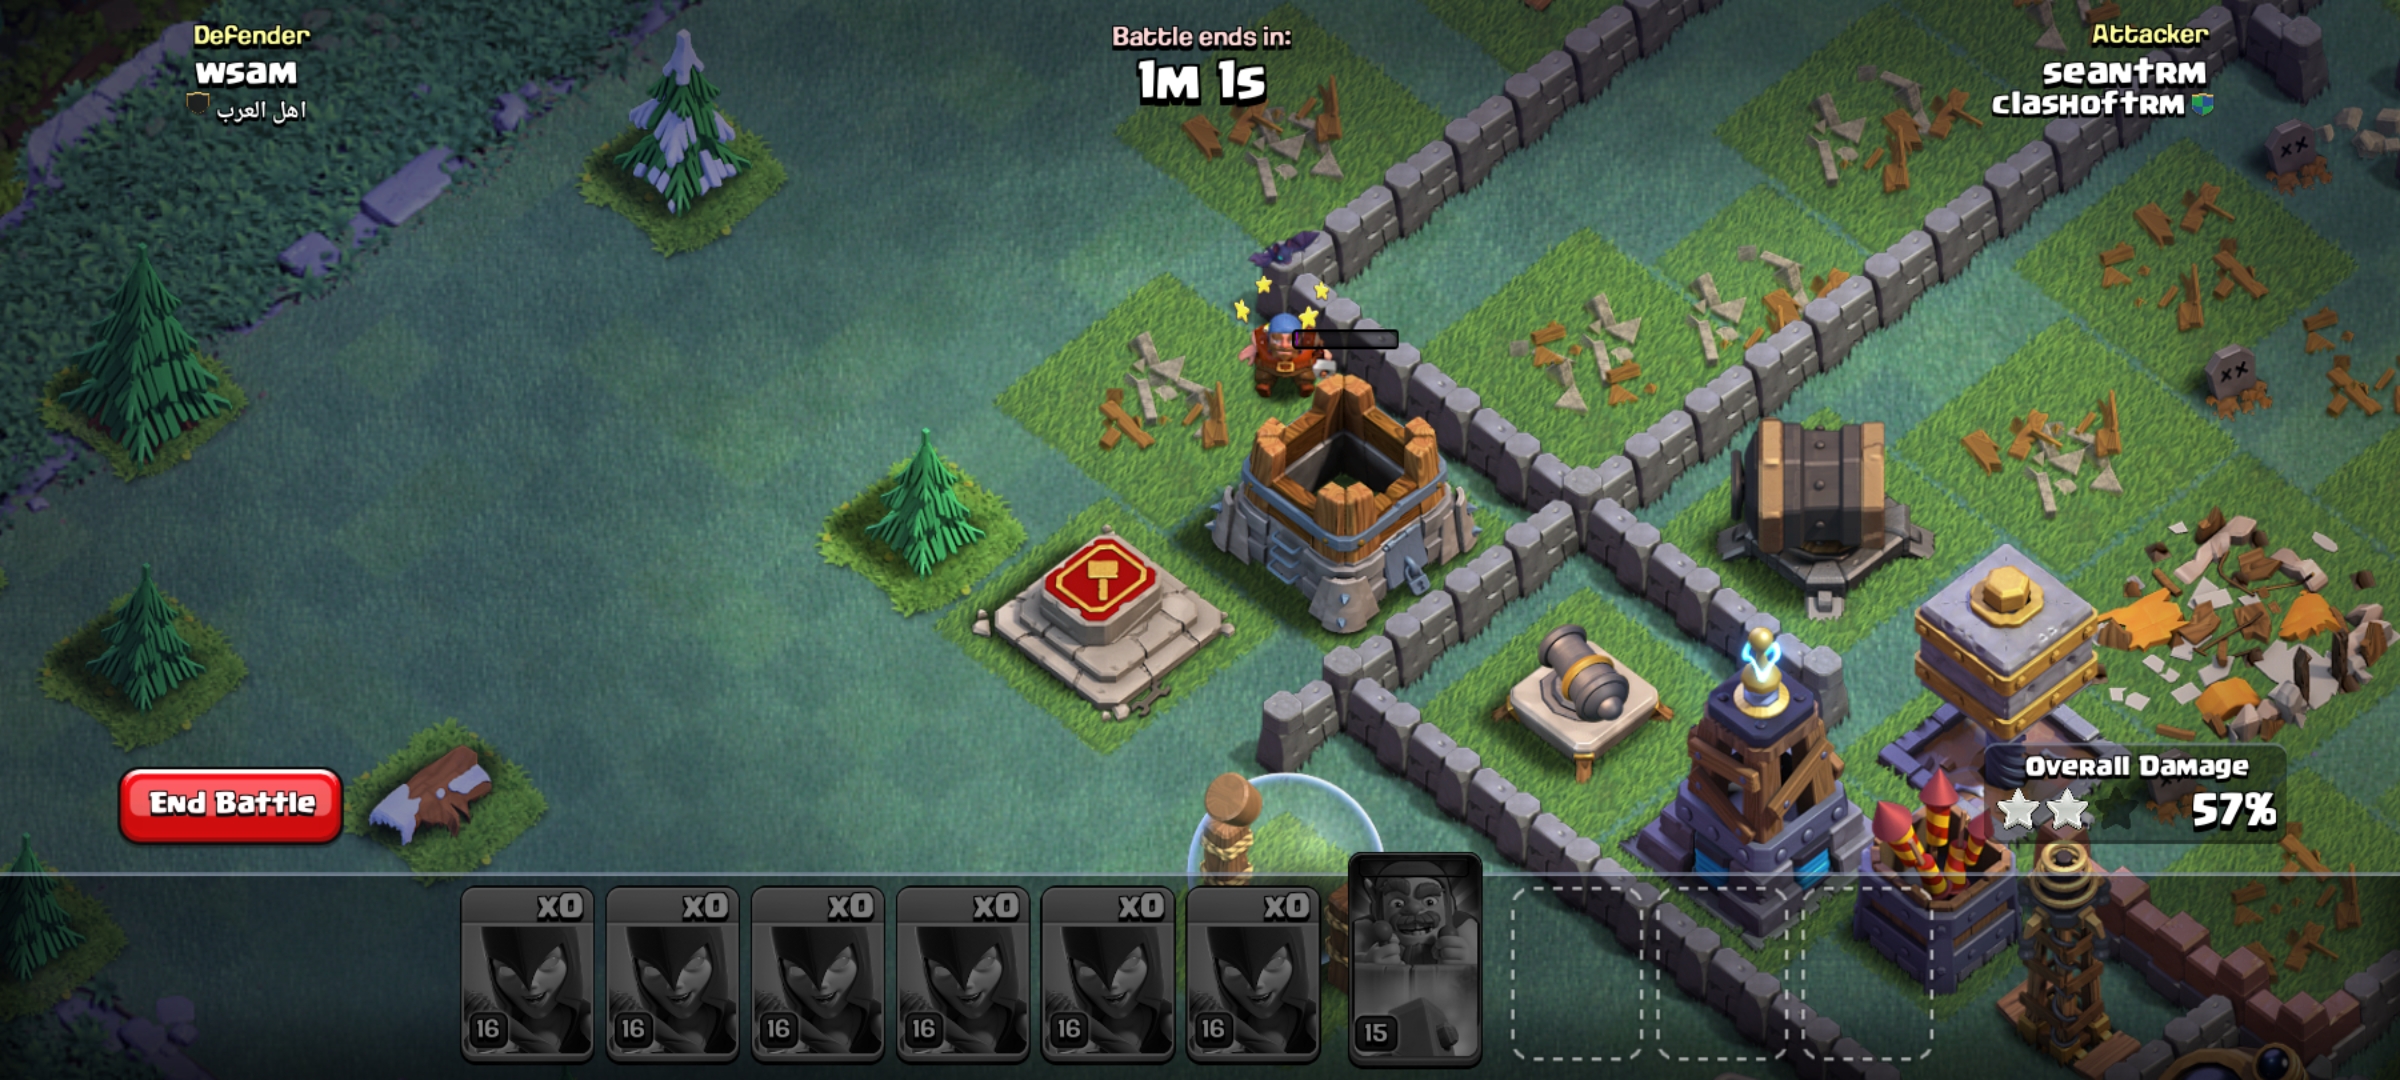 Defender
wsam
اهل العرب
Battle ends in:
1M 1s
Attacker
seantrm
clashoftrm
End Battle
Overall Damage
57%
x0
x0
x0
x0
x0
x0
16
16
16
16
16
16
15